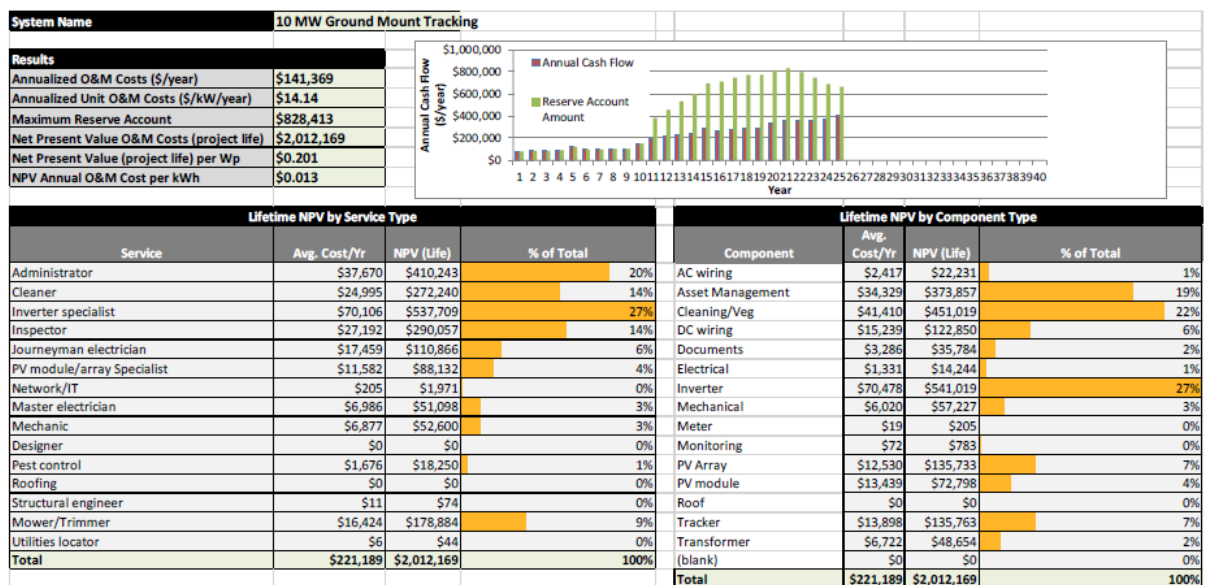 System Name 10 MW Ground Mount Tracking
Results
Annualized O&M Costs ($/year) $141,369
Annualized Unit O&M Costs ($/kW/year) $14.14
Maximum Reserve Account $828,413
Net Present Value O&M Costs (project life) $2,012,169
Net Present Value (project life) per Wp $0.201
NPV Annual O&M Cost per kWh $0.013
Annual Cash Flow
($/year)
$1,000,000
$800,000
$600,000
$400,000
$200,000
$0
Annual Cash Flow
Reserve Account
Amount
1 2 3 4 5 6 7 8 9 10 11 12 13 14 15 16 17 18 19 20 21 22 23 24 25 26 27 28 29 30 31 32 33 34 35 36 37 38 39 40
Year
Lifetime NPV by Service Type
Service Avg. Cost/Yr NPV (Life) % of Total
Administrator $37,670 $410,243 20%
Cleaner $24,995 $272,240 14%
Inverter specialist $70,106 $537,709 27%
Inspector $27,192 $290,057 14%
Journeyman electrician $17,459 $110,866 6%
PV module/array Specialist $11,582 $88,132 4%
Network/IT $205 $1,971 0%
Master electrician $6,986 $51,098 3%
Mechanic $6,877 $52,600 3%
Designer $0 $0 0%
Pest control $1,676 $18,250 1%
Roofing $0 $0 0%
Structural engineer $11 $74 0%
Mower/Trimmer $16,424 $178,884 9%
Utilities locator $6 $44 0%
Total $221,189 $2,012,169 100%
Lifetime NPV by Component Type
Component Avg. Cost/Yr NPV (Life) % of Total
AC wiring $2,417 $22,231 1%
Asset Management $34,329 $373,857 19%
Cleaning/Veg $41,410 $451,019 22%
DC wiring $15,239 $122,850 6%
Documents $3,286 $35,784 2%
Electrical $1,331 $14,244 1%
Inverter $70,478 $541,019 27%
Mechanical $6,020 $57,227 3%
Meter $19 $205 0%
Monitoring $72 $783 0%
PV Array $12,530 $135,733 7%
PV module $13,439 $72,798 4%
Roof $0 $0 0%
Tracker $13,898 $135,763 7%
Transformer $6,722 $48,654 2%
(blank) $0 $0 0%
Total $221,189 $2,012,169 100%